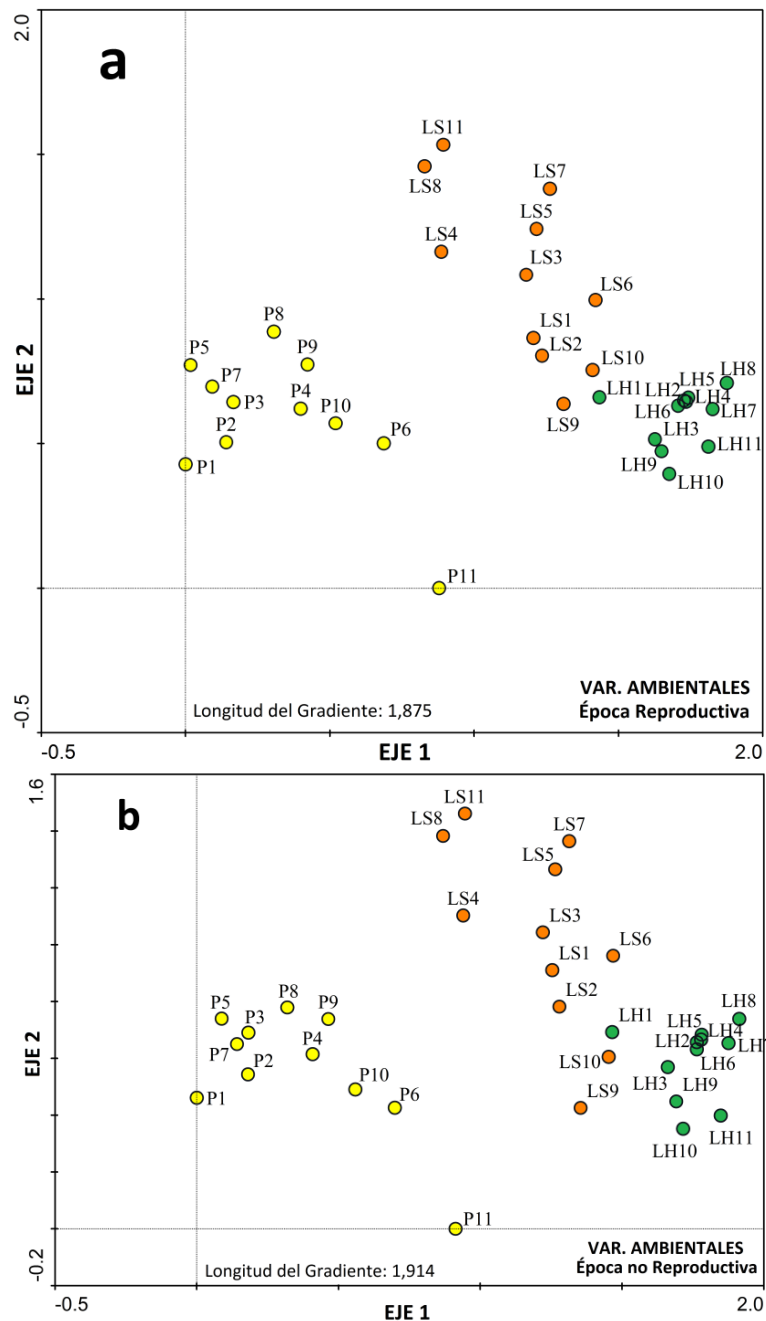 2.0
a
LS11
LS8
LS7
LS5
LS4
LS3
LS6
P8
LS1
P5
P9
LS2
LS10
P7
LH5
LH8
LH2
P3
P4
LH1
LH4
LS9
LH6
LH7
P10
P2
P6
LH3
P1
LH9
LH11
LH10
EJE 2
P11
VAR. AMBIENTALES
Longitud del Gradiente: 1,875
Época Reproductiva
-0.5
-0.5
EJE 1
2.0
1.6
b
LS11
LS8
LS7
LS5
LS4
LS3
LS6
LS1
LS2
P8
P5
P9
P3
LH1
LH8
LH5
LH4
P7
P4
LH2
LH7
LS10
LH6
P2
LH3
P10
LH9
P1
P6
LS9
LH10
LH11
EJE 2
P11
VAR. AMBIENTALES
Longitud del Gradiente: 1,914
Época no Reproductiva
-0.2
-0.5
EJE 1
2.0